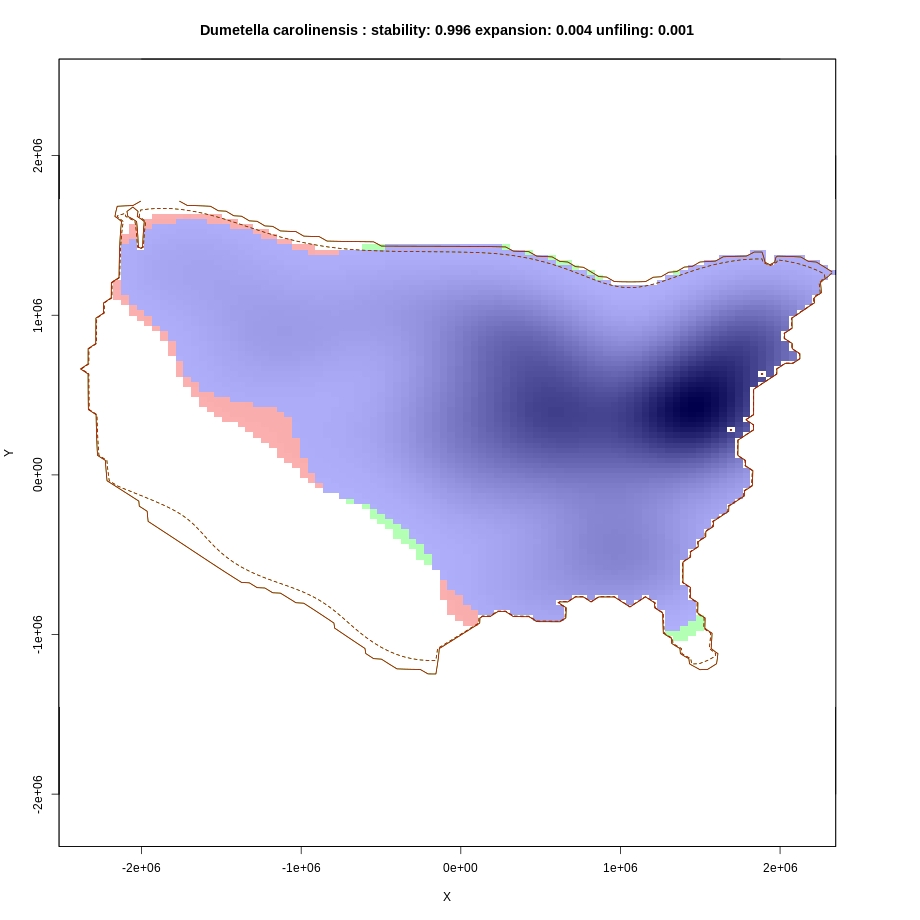 Dumetella carolinensis : stability: 0.996 expansion: 0.004 unfiling: 0.001
2e+06
1e+06
0e+00
-1e+06
-2e+06
Y
-2e+06 -1e+06 0e+00 1e+06 2e+06
X